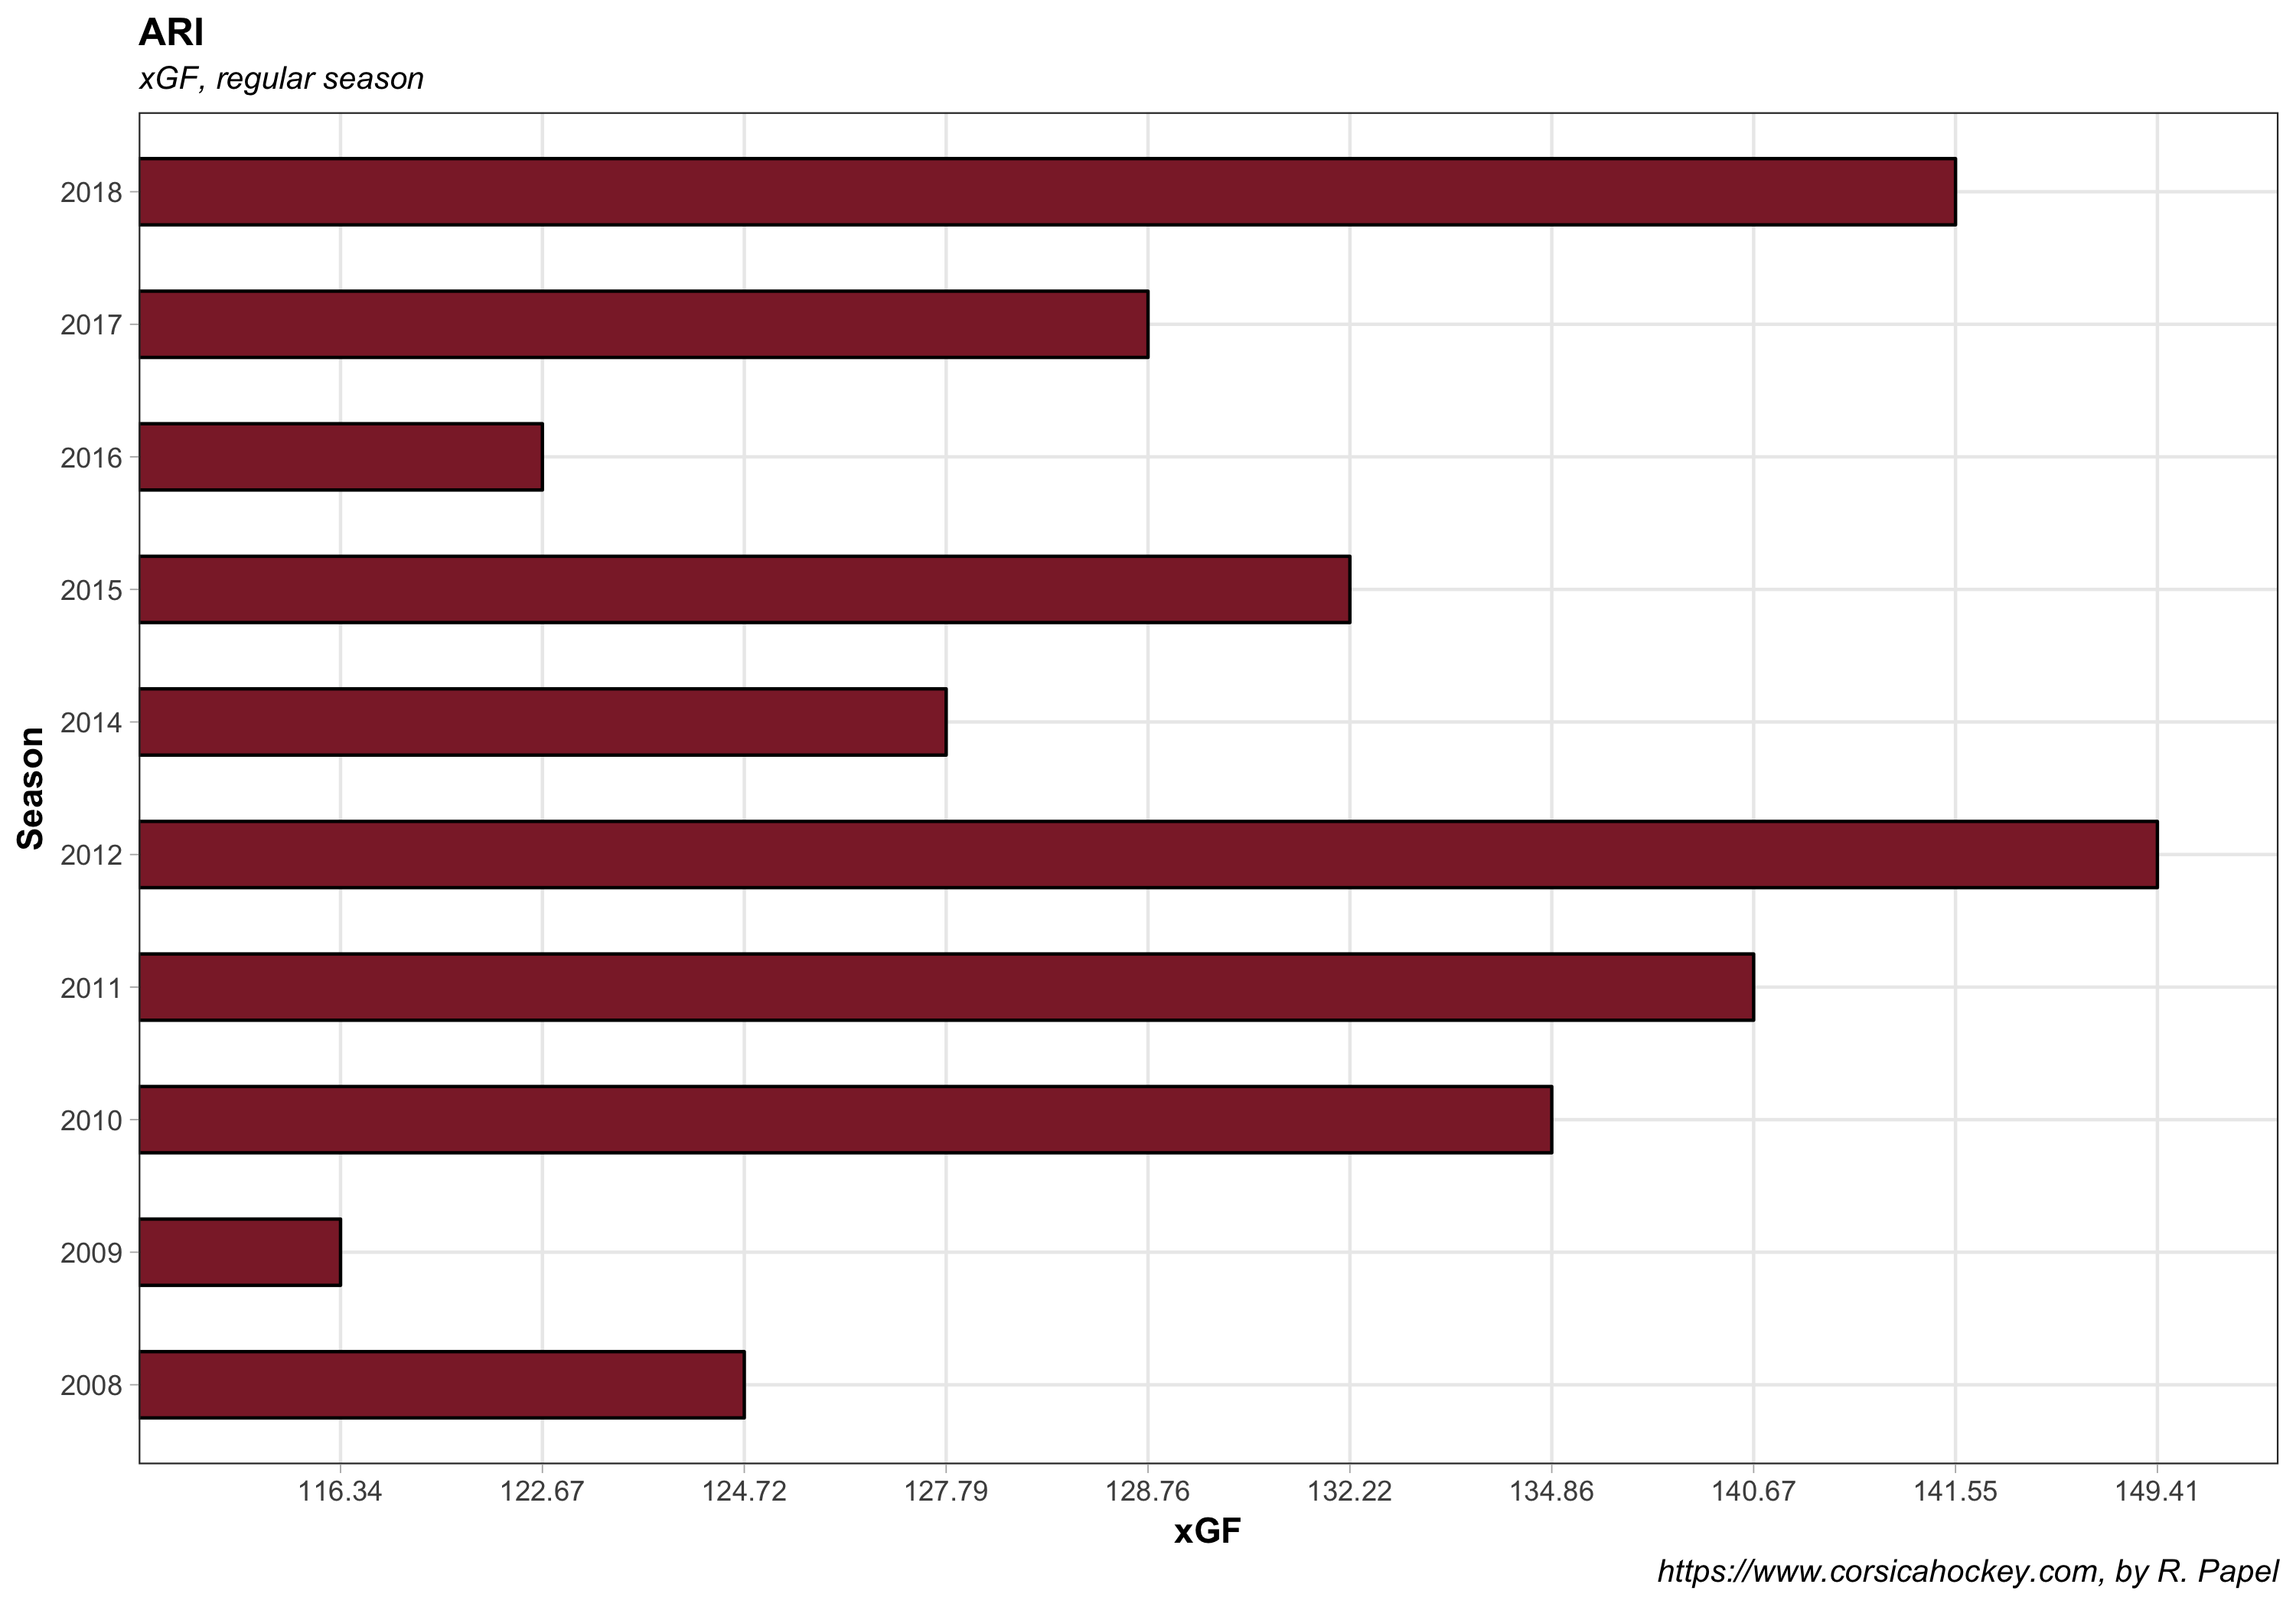 ARI
xGF, regular season
2018
2017
2016
2015
2014
2012
2011
2010
2009
2008
Season
116.34 122.67 124.72 127.79 128.76 132.22 134.86 140.67 141.55 149.41
xGF
https://www.corsicahockey.com, by R. Papel